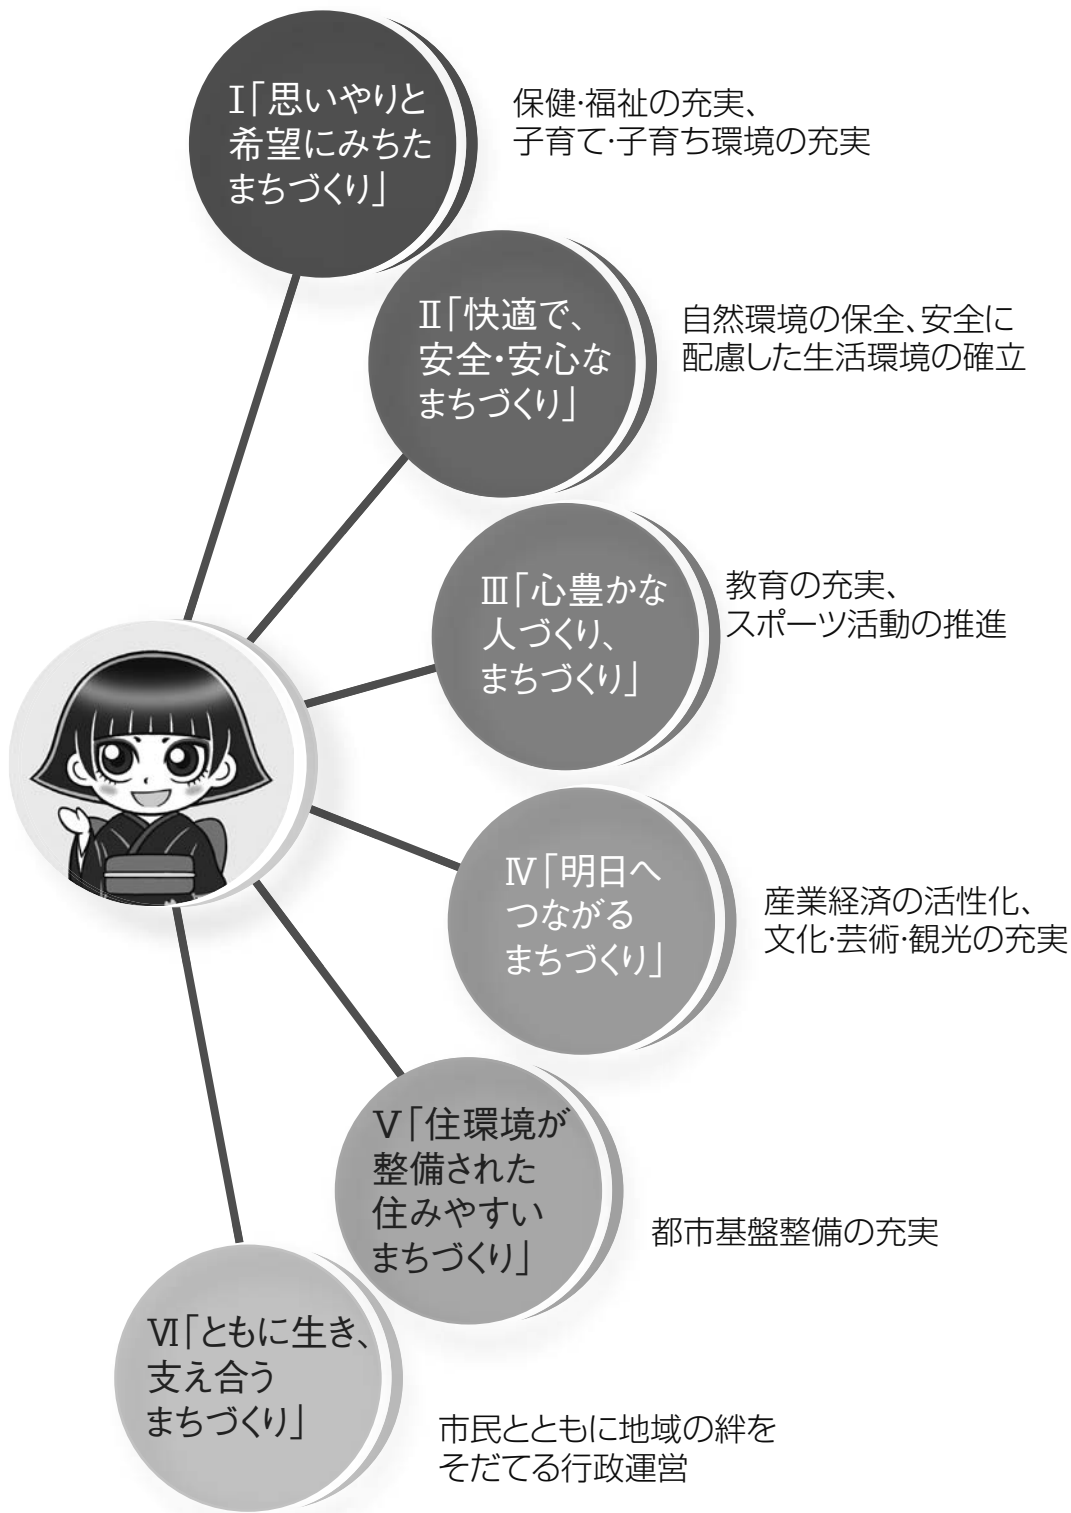 Ⅰ「思いやりと
希望にみちた
まちづくり」
保健・福祉の充実、
子育て・子育ち環境の充実
Ⅱ「快適で、
安全・安心な
まちづくり」
自然環境の保全、安全に
配慮した生活環境の確立
Ⅲ「心豊かな
人づくり、
まちづくり」
教育の充実、
スポーツ活動の推進
Ⅳ「明日へ
つながる
まちづくり」
産業経済の活性化、
文化・芸術・観光の充実
Ⅴ「住環境が
整備された
住みやすい
まちづくり」
都市基盤整備の充実
Ⅵ「ともに生き、
支え合う
まちづくり」
市民とともに地域の絆を
そだてる行政運営